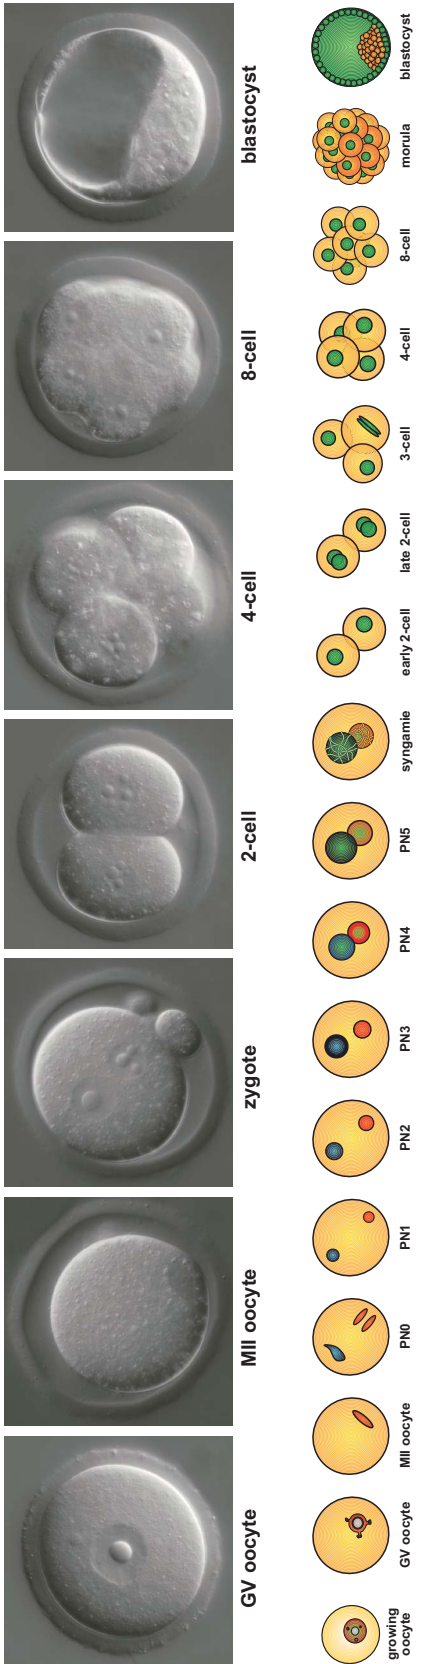 GV oocyte
MII oocyte
zygote
2-cell
4-cell
8-cell
blastocyst
growing
oocyte
GV oocyte
MII oocyte
PN0
PN1
PN2
PN3
PN4
PN5
syngamie
early 2-cell
late 2-cell
3-cell
4-cell
8-cell
morula
blastocyst